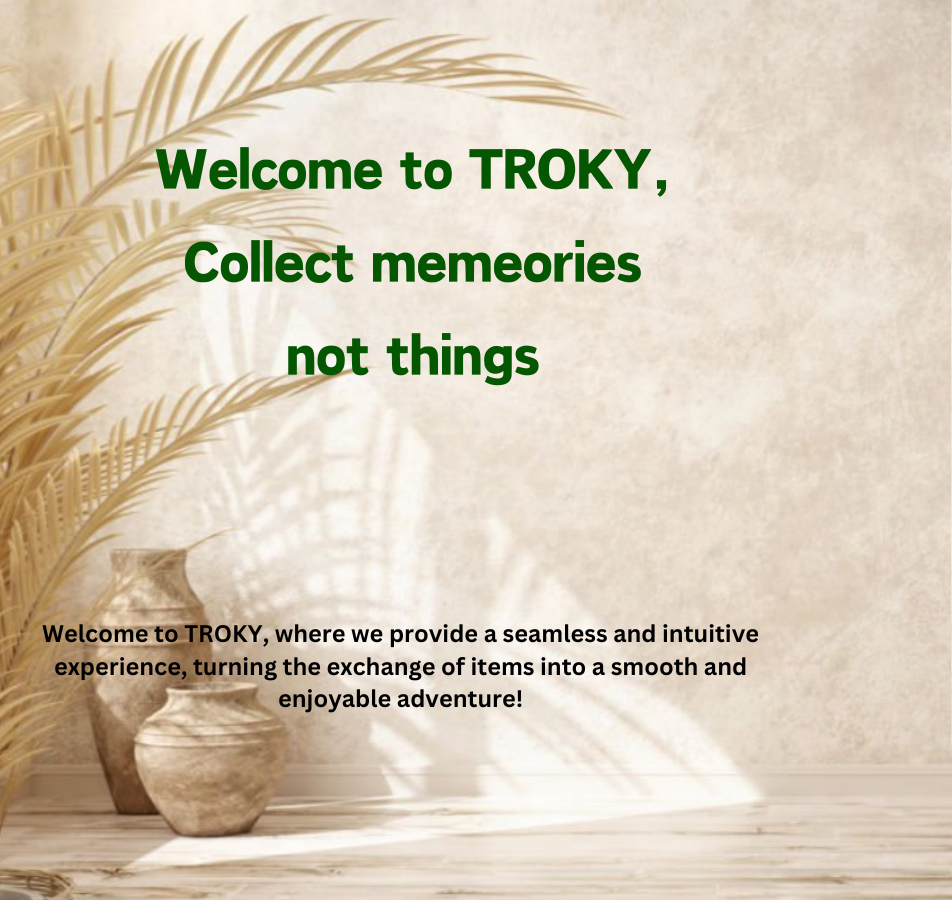 Welcome to TROKY,
Collect memeories
not things
Welcome to TROKY, where we provide a seamless and intuitive
experience, turning the exchange of items into a smooth and
enjoyable adventure!